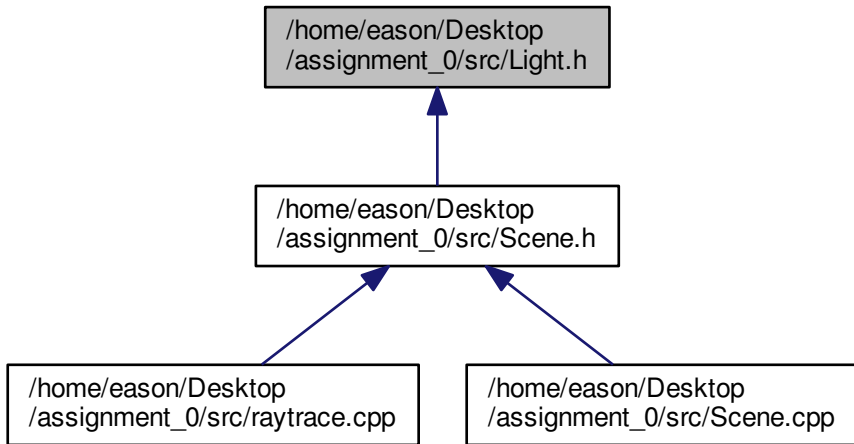 /home/eason/Desktop
/assignment_0/src/Light.h
/home/eason/Desktop
/assignment_0/src/Scene.h
/home/eason/Desktop
/assignment_0/src/raytrace.cpp
/home/eason/Desktop
/assignment_0/src/Scene.cpp